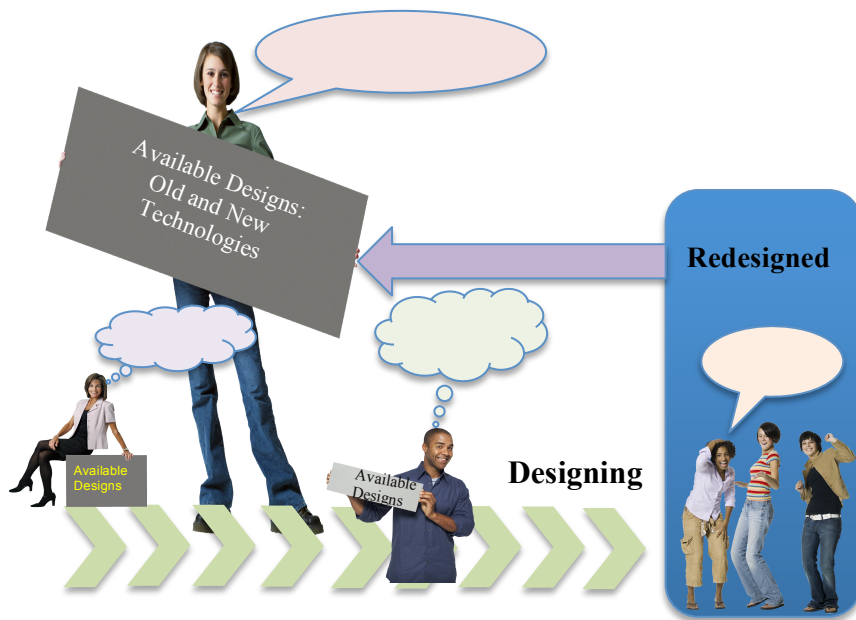 Available Designs:
Old and New
Technologies
Redesigned
Available
Designs
Available
Designs
Designing